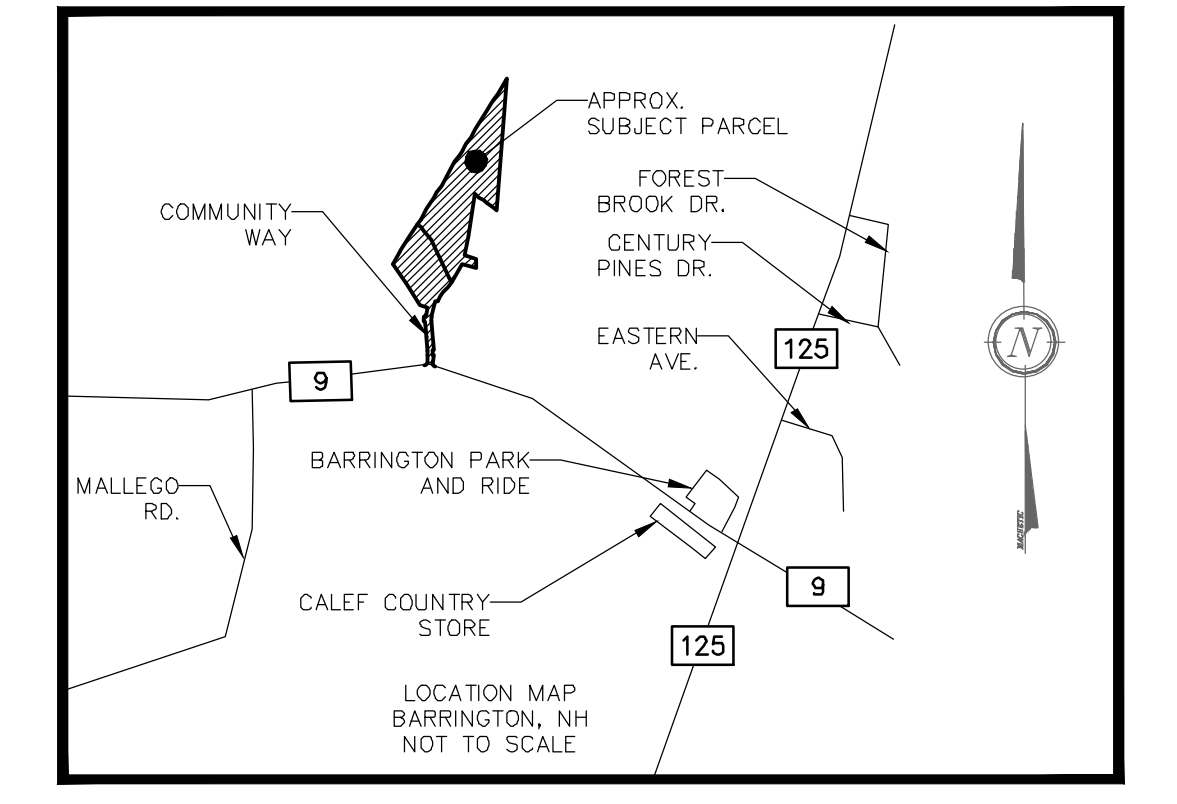 APPROX.
SUBJECT PARCEL
FOREST
BROOK DR.
COMMUNITY
WAY
CENTURY
PINES DR.
EASTERN
AVE.
125
N
9
BARRINGTON PARK
AND RIDE
MALLEGO
RD.
9
CALEF COUNTRY
STORE
125
LOCATION MAP
BARRINGTON, NH
NOT TO SCALE